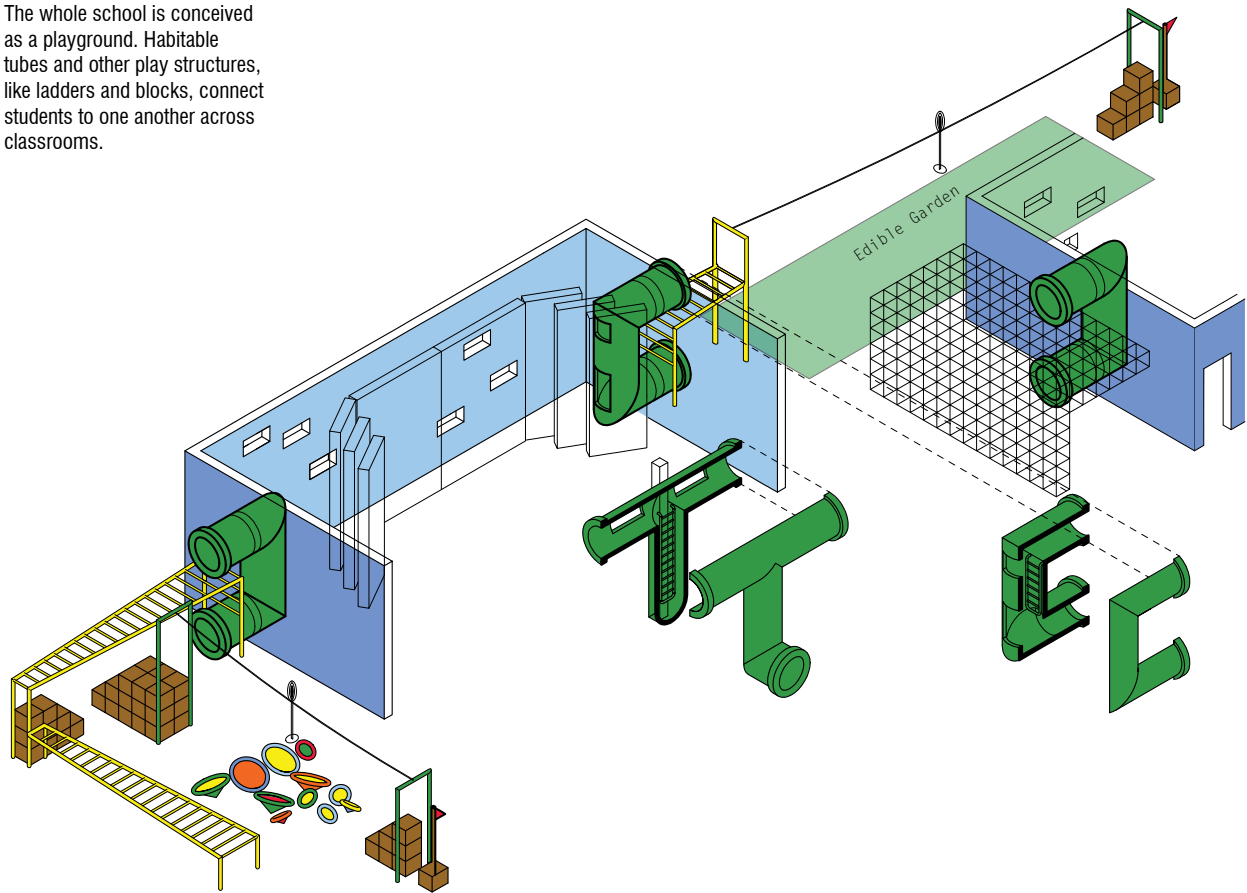 The whole school is conceived
as a playground. Habitable
tubes and other play structures,
like ladders and blocks, connect
students to one another across
classrooms.
Edible Garden